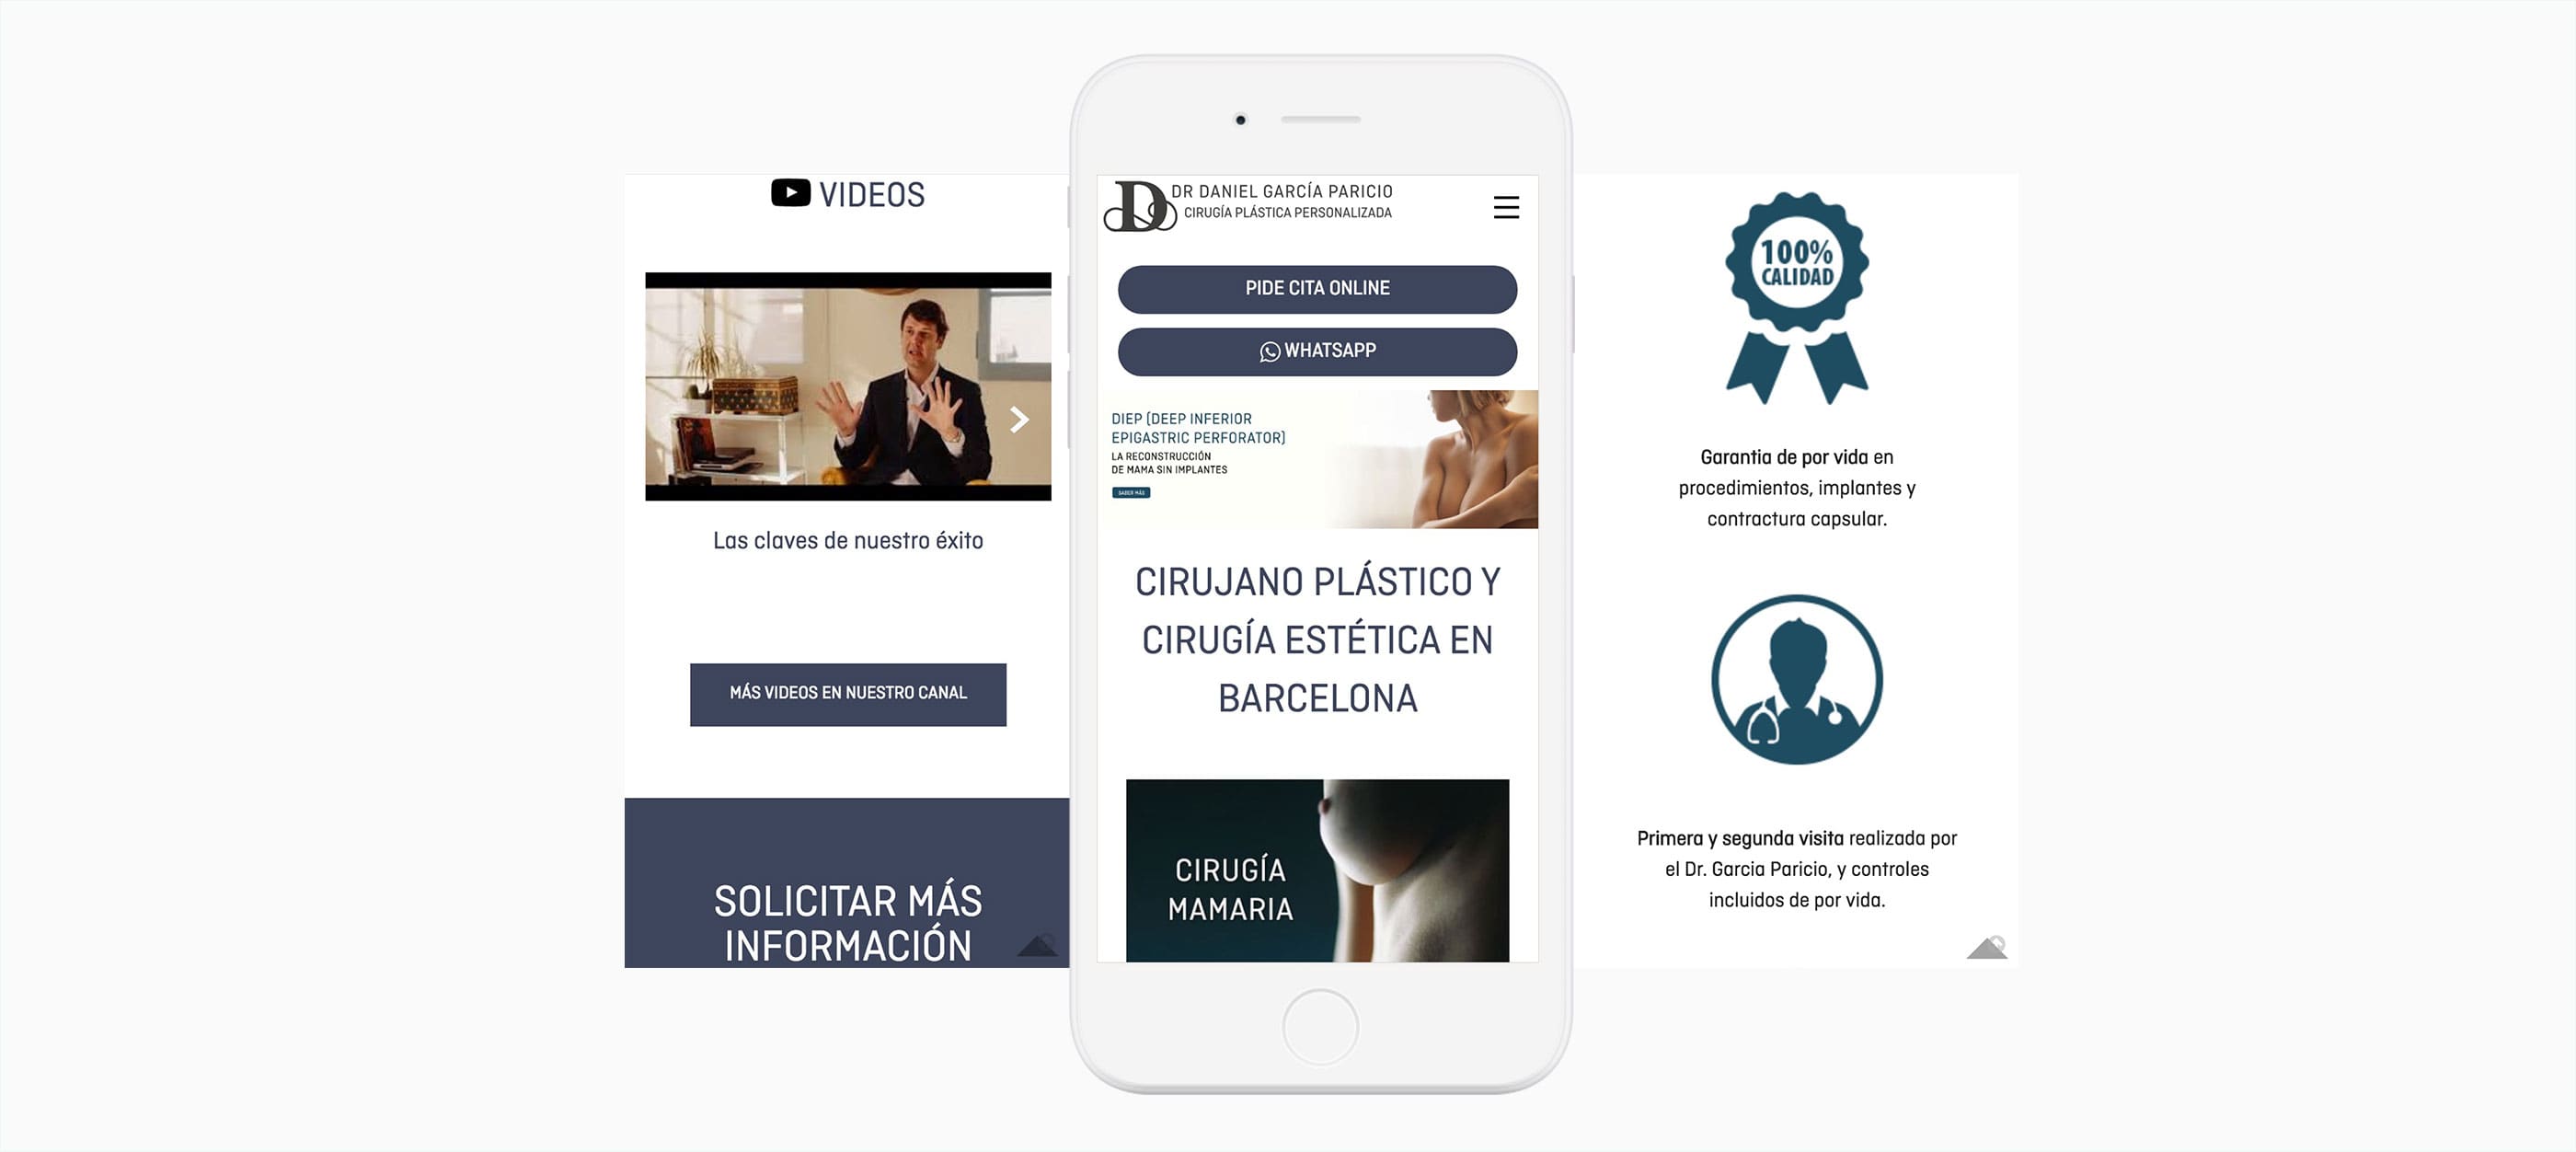 VIDEOS
Las claves de nuestro éxito
MÁS VIDEOS EN NUESTRO CANAL
SOLICITAR MÁS
INFORMACIÓN
D
DR DANIEL GARCÍA PARICIO
CIRUGÍA PLÁSTICA PERSONALIZADA
PIDE CITA ONLINE
WHATSAPP
DIEP (DEEP INFERIOR
EPIGASTRIC PERFORATOR)
LA RECONSTRUCCIÓN
DE MAMA SIN IMPLANTES
SABER MÁS
CIRUJANO PLÁSTICO Y
CIRUGÍA ESTÉTICA EN
BARCELONA
CIRUGÍA
MAMARIA
100%
CALIDAD
Garantia de por vida en
procedimientos, implantes y
contractura capsular.
Primera y segunda visita realizada por
el Dr. Garcia Paricio, y controles
incluidos de por vida.